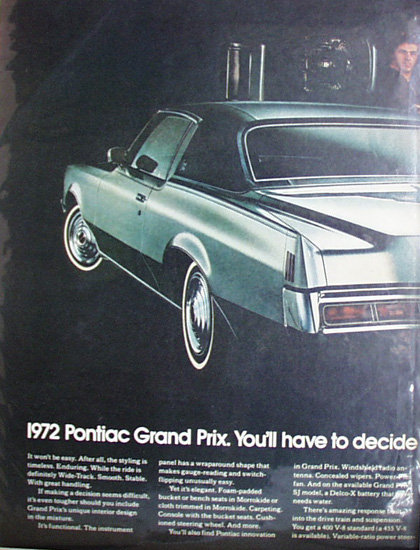 1972 Pontiac Grand Prix. You'll have to decide
It won't be easy. After all, the styling is
timeless. Enduring. While the ride is
definitely Wide-Track. Smooth. Stable.
With great handling.
If making a decision seems difficult,
it's even tougher should you include
Grand Prix's unique interior design
in the mixture.
It's functional. The instrument
panel has a wraparound shape that
makes gauge-reading and switch-
flipping unusually easy.
Yet it's elegant. Foam-padded
bucket or bench seats in Morrokide or
cloth trimmed in Morrokide. Carpeting.
Console with the bucket seats. Cush-
ioned steering wheel. And more.
You'll also find Pontiac innovation
in Grand Prix. Windshield radio an-
tenna. Concealed wipers. Power
fan. And on the available Grand Prix
SJ model, a Delco-X battery that
needs water.
There's amazing response
into the drive train and suspension.
You get a 400 V-8 standard (a 455 V-8
is available). Variable-ratio power